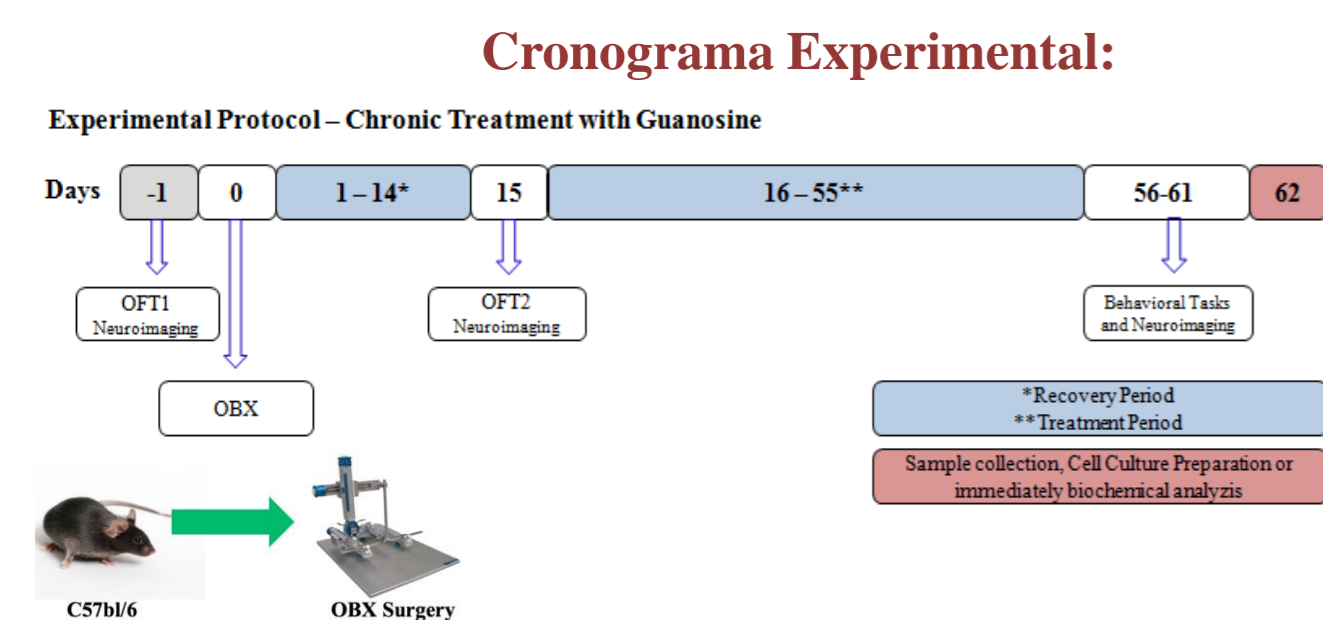 Cronograma Experimental:
Experimental Protocol – Chronic Treatment with Guanosine
Days -1 0 1 – 14* 15 16 – 55** 56-61 62
OFT1
Neuroimaging
OFT2
Neuroimaging
Behavioral Tasks
and Neuroimaging
OBX
*Recovery Period
**Treatment Period
Sample collection, Cell Culture Preparation or
immediately biochemical analyzis
C57bl/6
OBX Surgery